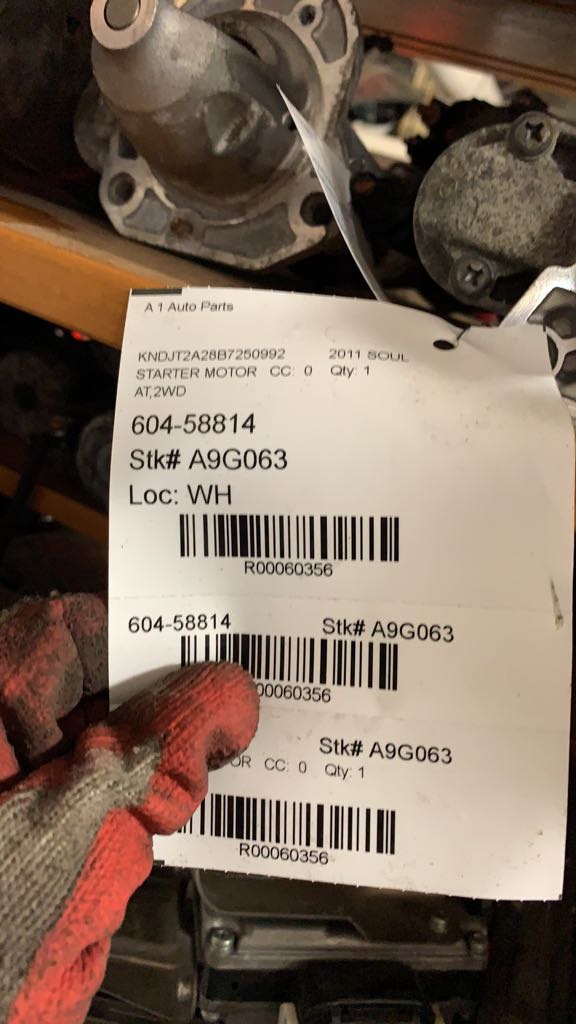 A 1 Auto Parts
KNDJT2A28B7250992 2011 SOUL
STARTER MOTOR CC: 0 Qty: 1
AT,2WD
604-58814
Stk# A9G063
Loc: WH
R00060356
604-58814 Stk# A9G063
00060356
Stk# A9G063
OR CC: 0 Qty: 1
R00060356